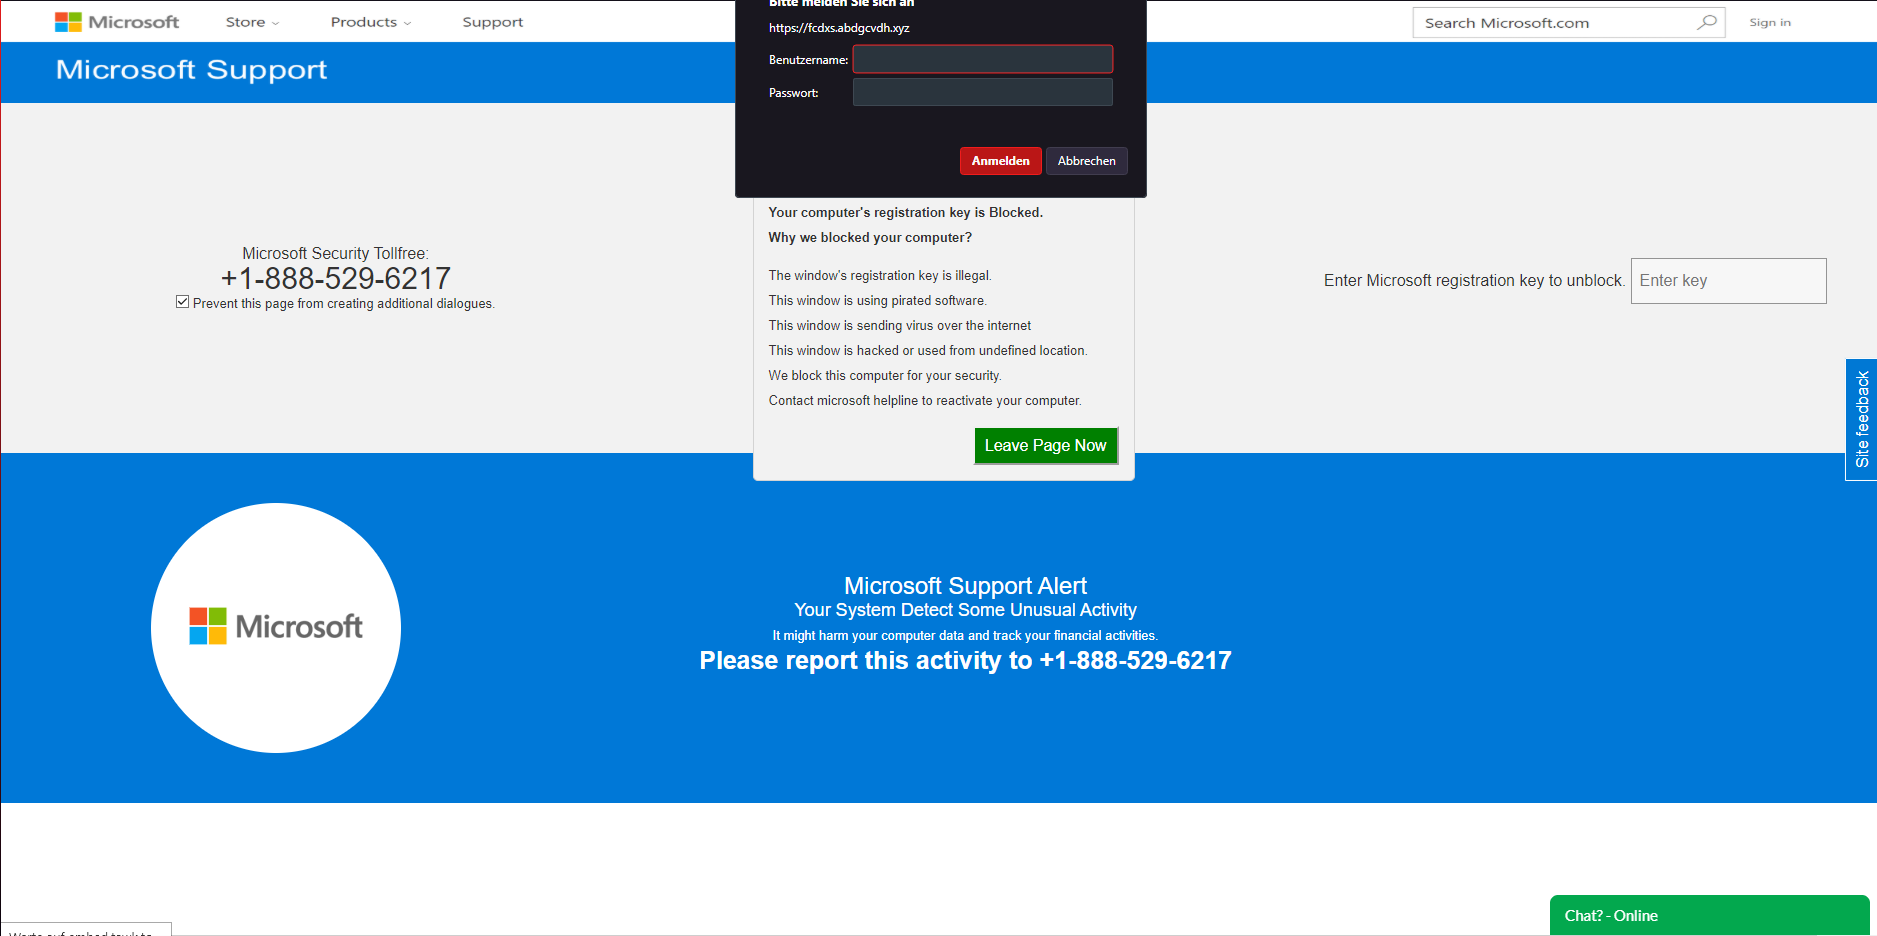 Microsoft
Store
Products
Support
Search Microsoft.com
Sign in
Microsoft Support
Bitte melden Sie sich an
https://fcdxs.abdgcvdh.xyz
Benutzername:
Passwort:
Anmelden
Abbrechen
Microsoft Security Tollfree:
+1-888-529-6217
Prevent this page from creating additional dialogues.
Your computer's registration key is Blocked.
Why we blocked your computer?
The window's registration key is illegal.
This window is using pirated software.
This window is sending virus over the internet
This window is hacked or used from undefined location.
We block this computer for your security.
Contact microsoft helpline to reactivate your computer.
Leave Page Now
Enter Microsoft registration key to unblock.
Enter key
Site feedback
Microsoft
Microsoft Support Alert
Your System Detect Some Unusual Activity
It might harm your computer data and track your financial activities.
Please report this activity to +1-888-529-6217
Chat? - Online